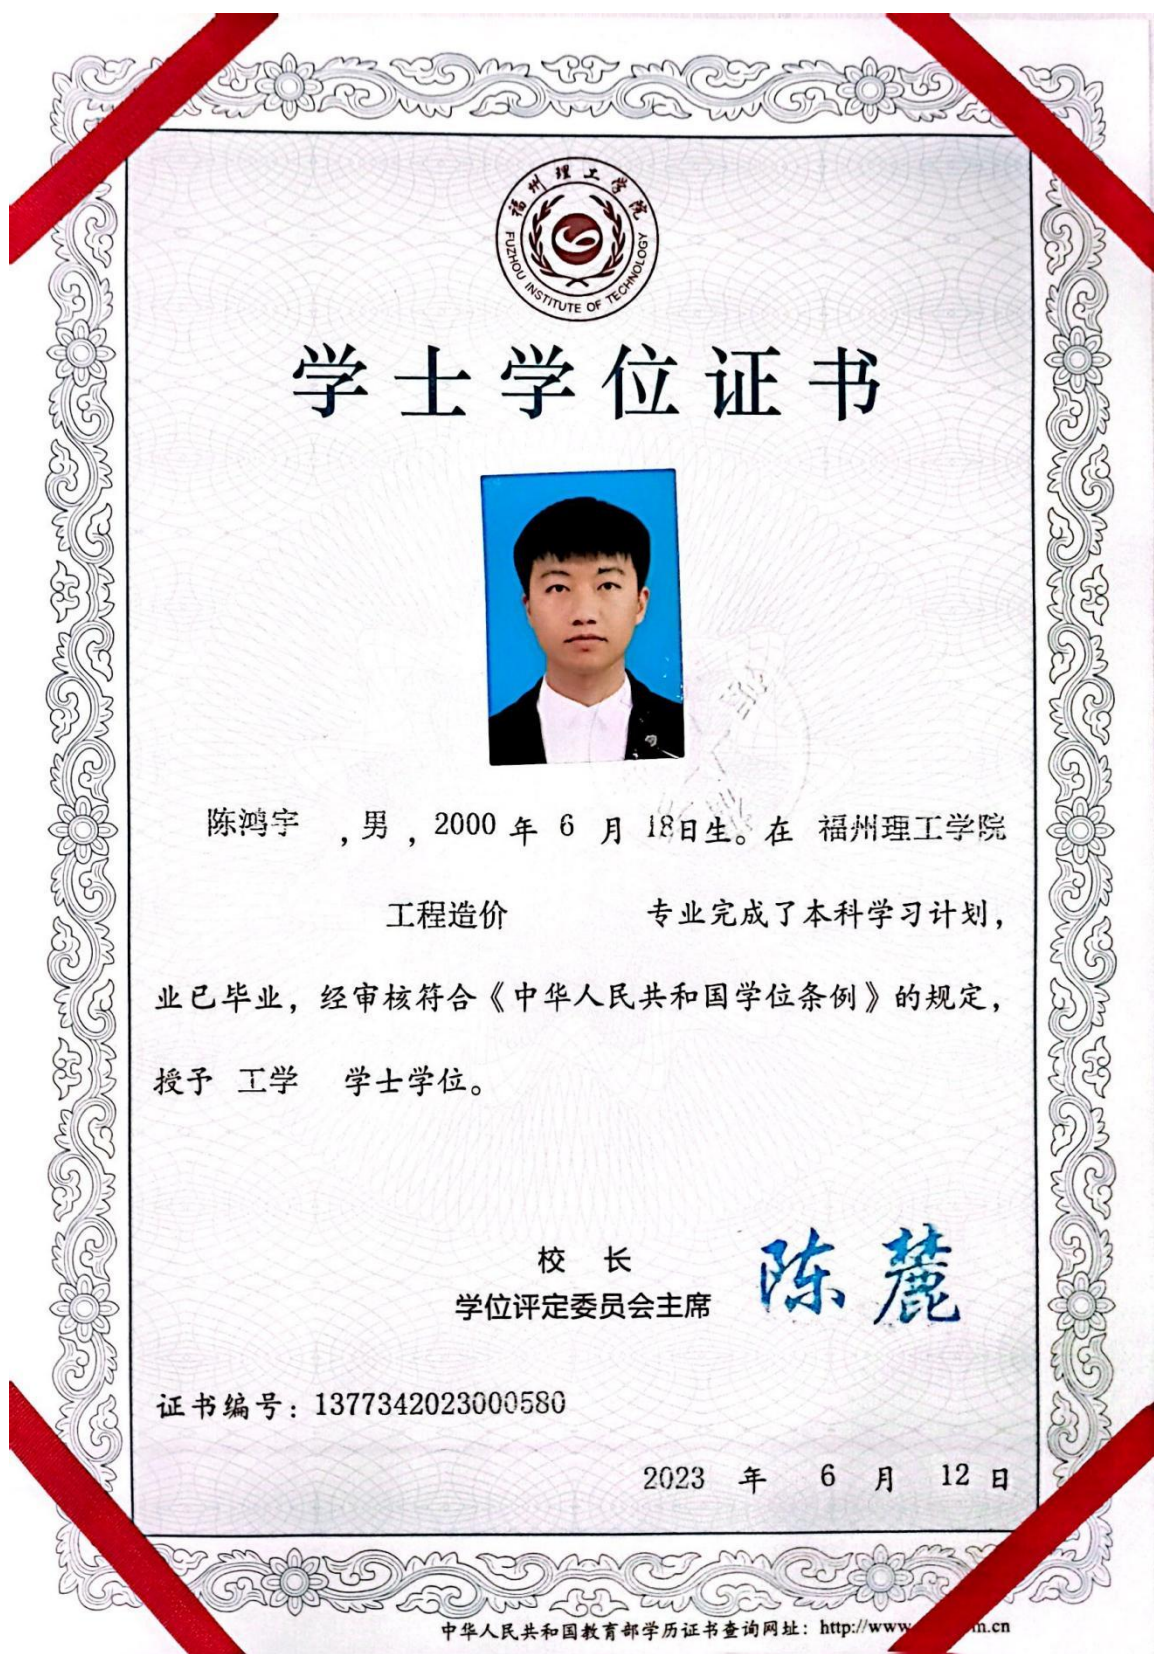 福州理工学院
FUZHOU INSTITUTE OF TECHNOLOGY
学士学位证书
陈鸿宇 ,男,2000 年 6 月 18日生。在 福州理工学院
工程造价 专业完成了本科学习计划,
业已毕业,经审核符合《中华人民共和国学位条例》的规定,
授予 工学 学士学位。
校 长
陈麓
学位评定委员会主席
证书编号:1377342023000580
2023 年 6 月 12 日
中华人民共和国教育部学历证书查询网址:http://www